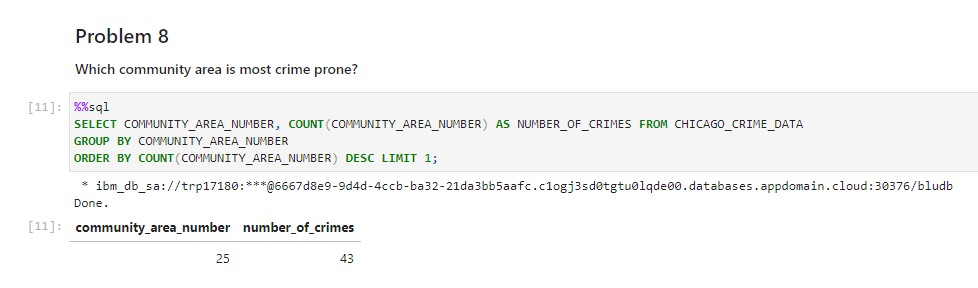 Problem 8
Which community area is most crime prone?
[11]: %%sql
SELECT COMMUNITY_AREA_NUMBER, COUNT(COMMUNITY_AREA_NUMBER) AS NUMBER_OF_CRIMES FROM CHICAGO_CRIME_DATA
GROUP BY COMMUNITY_AREA_NUMBER
ORDER BY COUNT(COMMUNITY_AREA_NUMBER) DESC LIMIT 1;
* ibm_db_sa://trp17180:***@6667d8e9-9d4d-4ccb-ba32-21da3bb5aafc.c1ogj3sd0tgtu0lqde00.databases.appdomain.cloud:30376/bludb
Done.
[11]: community_area_number number_of_crimes
25 43